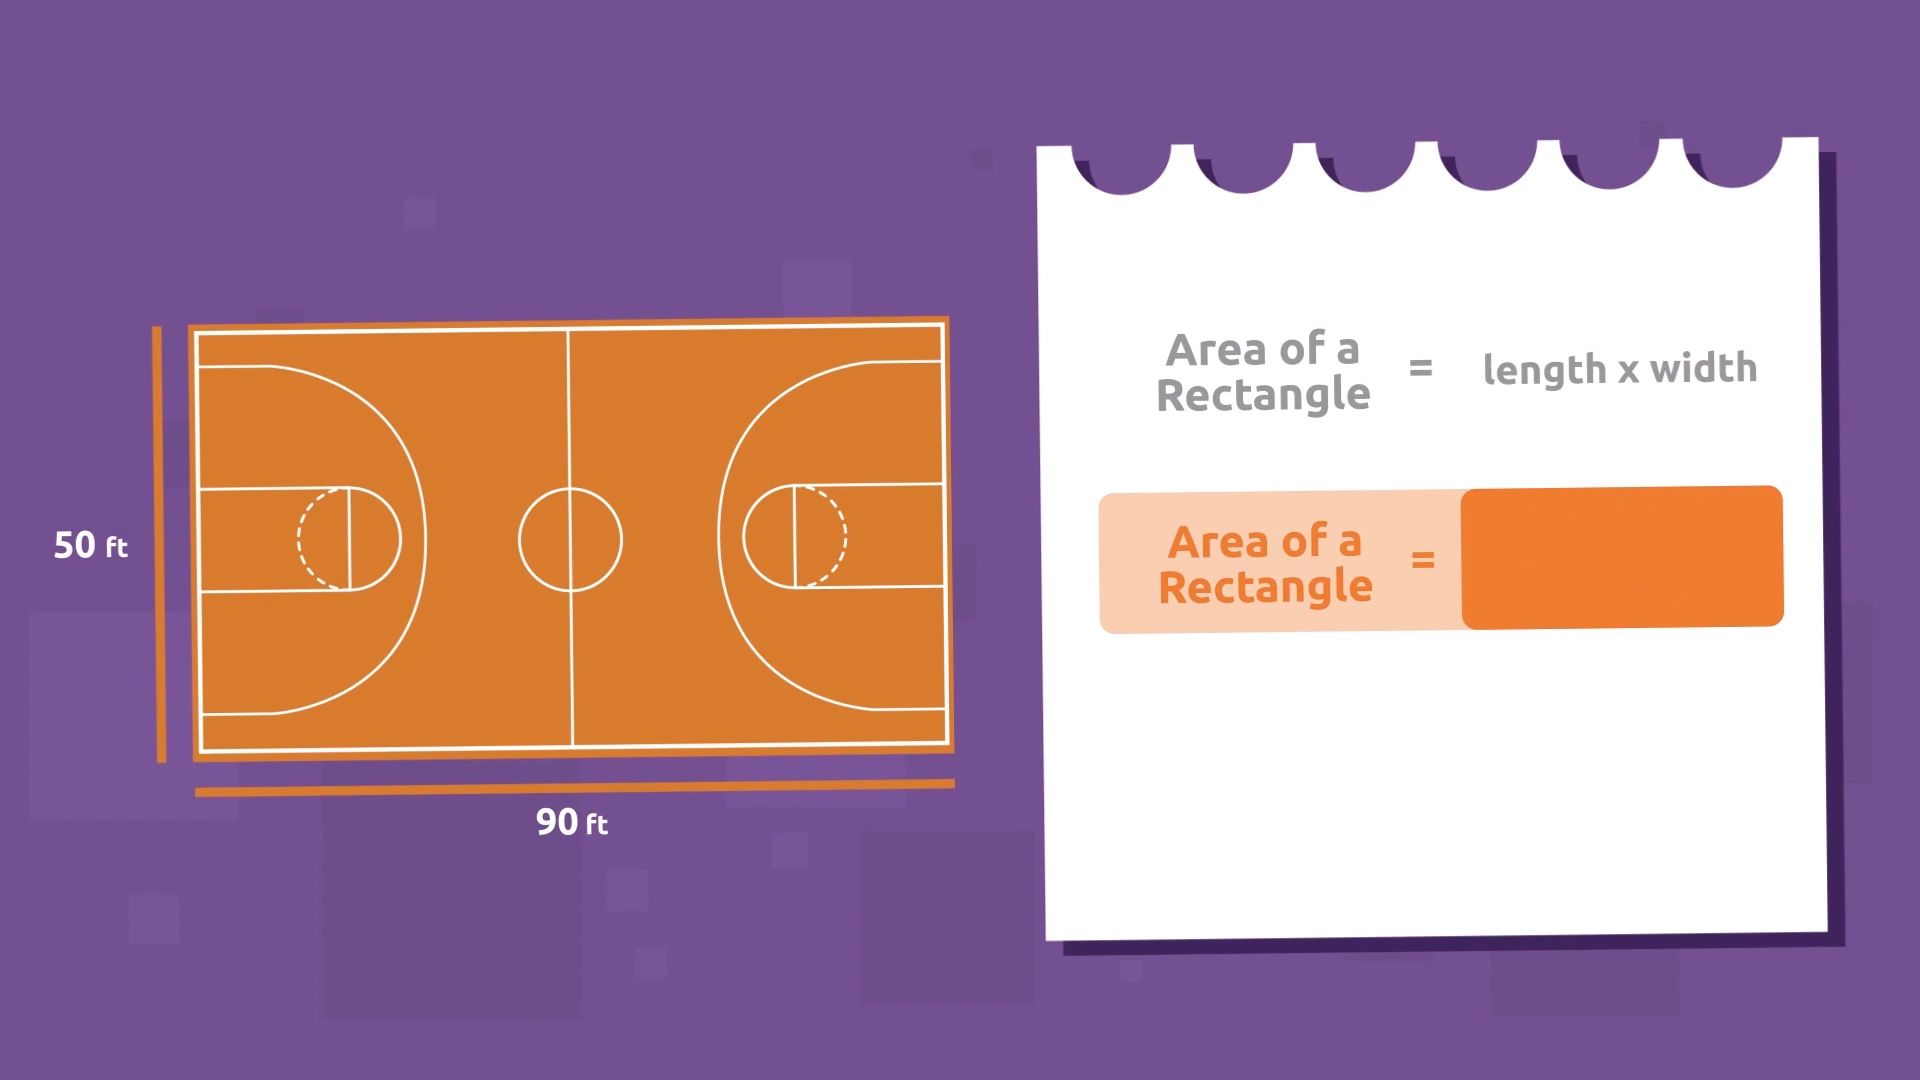 50 ft
90 ft
Area of a
Rectangle
=
length x width
Area of a
Rectangle
=